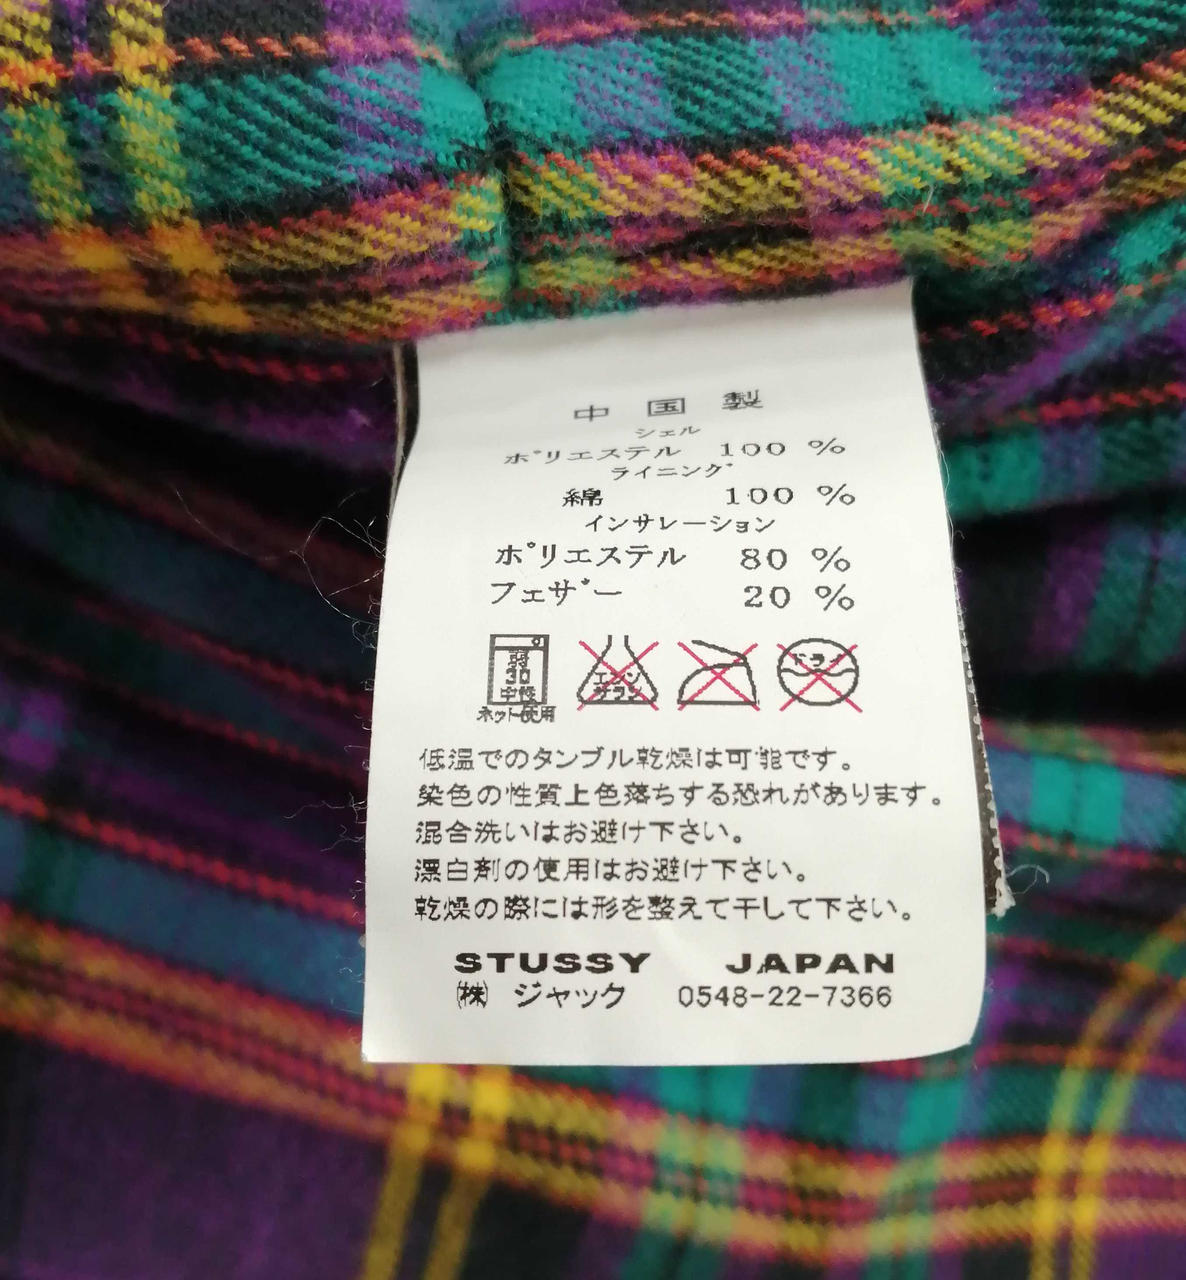 中国製
シェル
ポリエステル 100 %
ライニング
綿 100 %
インサレーション
ポリエステル 80 %
フェザー 20 %
弱
30
中性
エンソ
サラシ
ドライ
ネット使用
低温でのタンブル乾燥は可能です。
染色の性質上色落ちする恐れがあります。
混合洗いはお避け下さい。
漂白剤の使用はお避け下さい。
乾燥の際には形を整えて干して下さい。
STUSSY JAPAN
㈱ ジャック 0548-22-7366